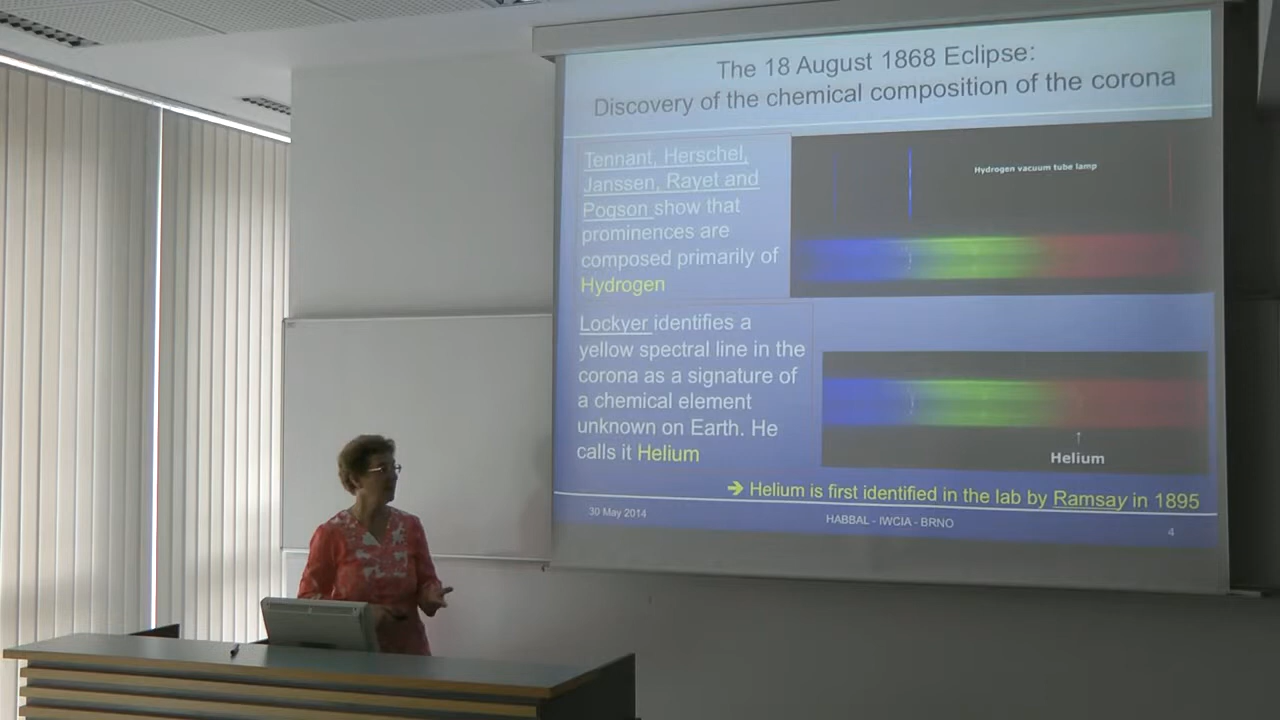 The 18 August 1868 Eclipse:
Discovery of the chemical composition of the corona
Tennant, Herschel,
Janssen, Rayet and
Pogson show that
prominences are
composed primarily of
Hydrogen
Hydrogen vacuum tube lamp
Lockyer identifies a
yellow spectral line in the
corona as a signature of
a chemical element
unknown on Earth. He
calls it Helium
Helium
➔ Helium is first identified in the lab by Ramsay in 1895
30 May 2014
HABBAL - IWCIA - BRNO
4